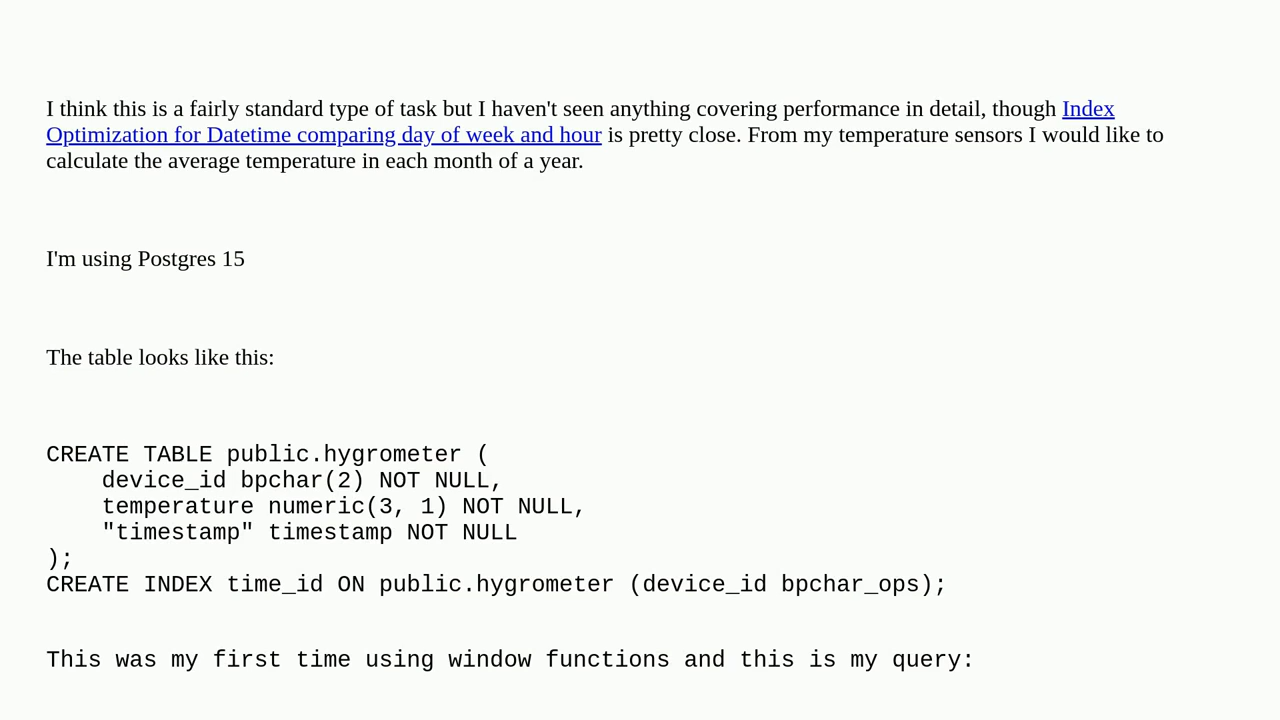 I think this is a fairly standard type of task but I haven't seen anything covering performance in detail, though Index
Optimization for Datetime comparing day of week and hour is pretty close. From my temperature sensors I would like to
calculate the average temperature in each month of a year.
I'm using Postgres 15
The table looks like this:
CREATE TABLE public.hygrometer (
    device_id bpchar(2) NOT NULL,
    temperature numeric(3, 1) NOT NULL,
    "timestamp" timestamp NOT NULL
);
CREATE INDEX time_id ON public.hygrometer (device_id bpchar_ops);
This was my first time using window functions and this is my query: